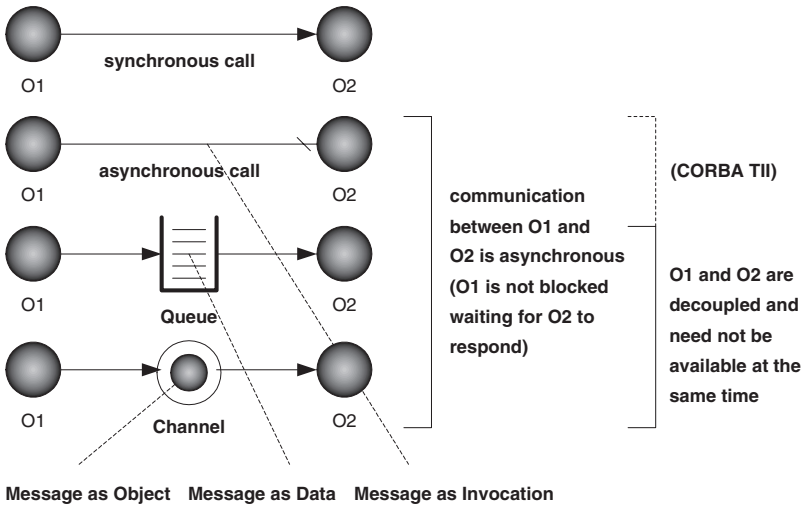 synchronous call
O1
O2
asynchronous call
O1
O2
Queue
O1
O2
Channel
O1
O2
communication
between O1 and
O2 is asynchronous
(O1 is not blocked
waiting for O2 to
respond)
(CORBA TII)
O1 and O2 are
decoupled and
need not be
available at the
same time
Message as Object
Message as Data
Message as Invocation